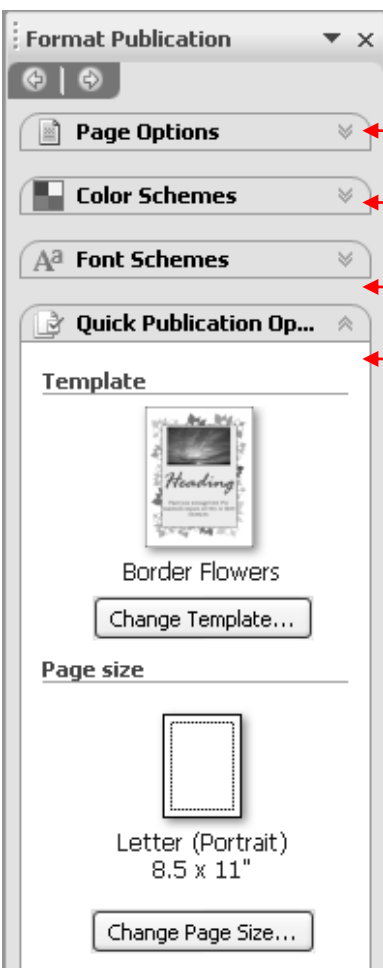 Format Publication
Page Options
Color Schemes
Aa Font Schemes
Quick Publication Op...
Template
Heading
Border Flowers
Change Template...
Page size
Letter (Portrait)
8.5 x 11"
Change Page Size...